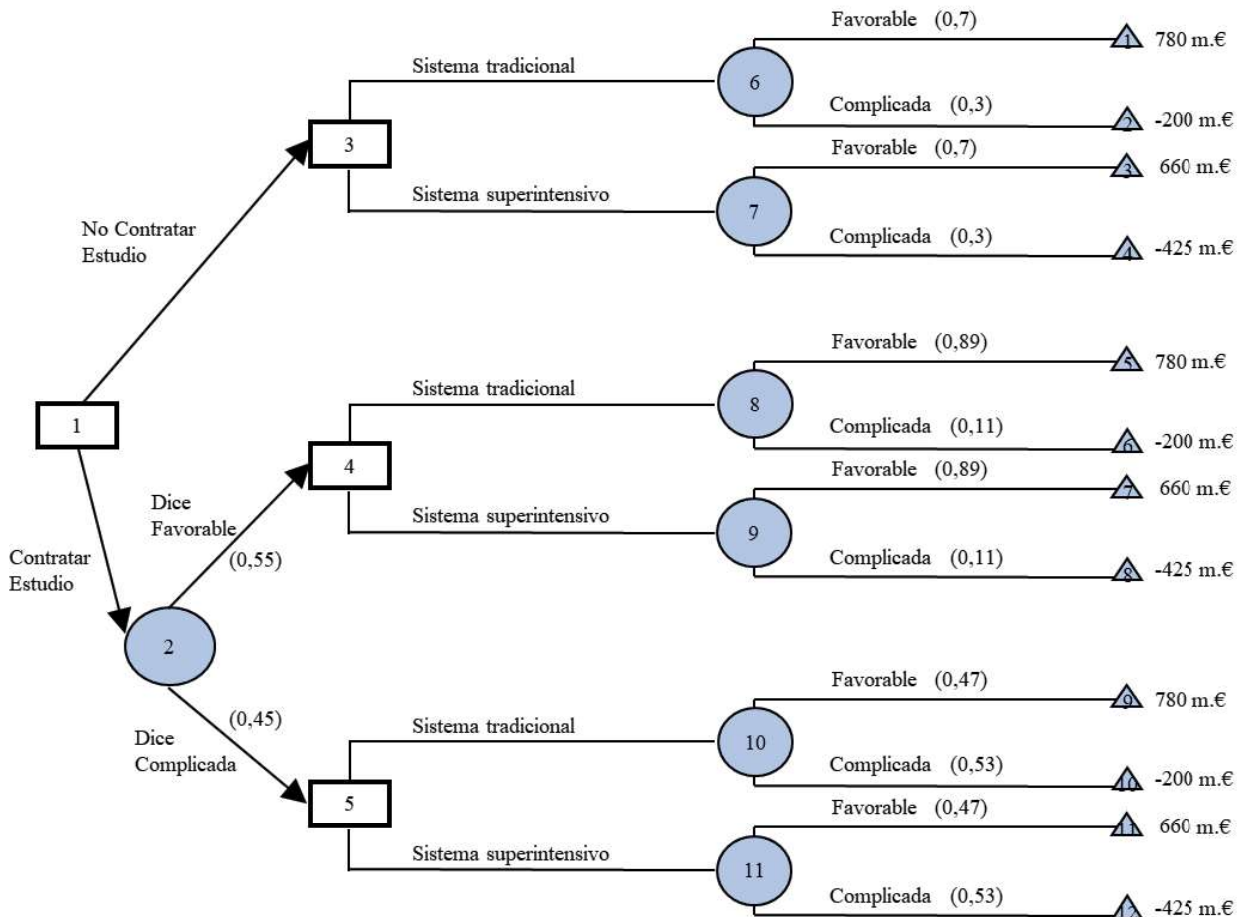 Favorable (0,7)
1 780 m.€
Sistema tradicional
6
Complicada (0,3)
2 -200 m.€
3
Favorable (0,7)
3 660 m.€
Sistema superintensivo
7
No Contratar
Estudio
Complicada (0,3)
4 -425 m.€
Favorable (0,89)
5 780 m.€
Sistema tradicional
8
1
Complicada (0,11)
6 -200 m.€
4
Favorable (0,89)
7 660 m.€
Dice
Favorable
(0,55)
Sistema superintensivo
9
Contratar
Estudio
Complicada (0,11)
8 -425 m.€
2
Favorable (0,47)
9 780 m.€
(0,45)
Sistema tradicional
10
Dice
Complicada
Complicada (0,53)
10 -200 m.€
5
Favorable (0,47)
11 660 m.€
Sistema superintensivo
11
Complicada (0,53)
12 -425 m.€